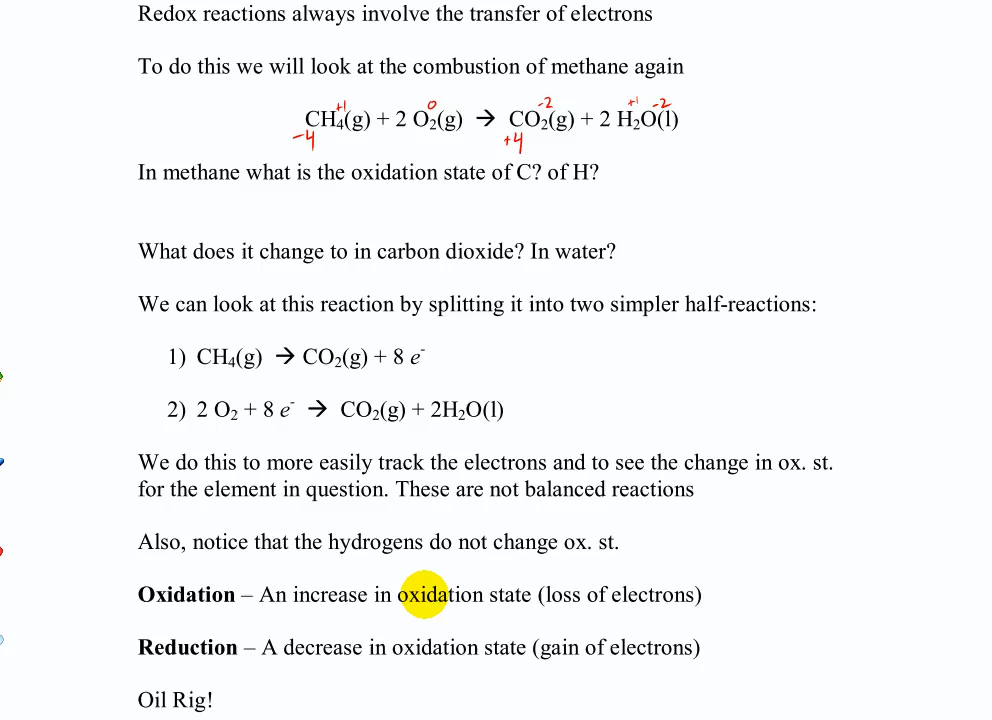 Redox reactions always involve the transfer of electrons
To do this we will look at the combustion of methane again
+1 0 -2 +1 -2
CH₄(g) + 2 O₂(g) → CO₂(g) + 2 H₂O(l)
-4 +4
In methane what is the oxidation state of C? of H?
What does it change to in carbon dioxide? In water?
We can look at this reaction by splitting it into two simpler half-reactions:
1) CH₄(g) → CO₂(g) + 8 e⁻
2) 2 O₂ + 8 e⁻ → CO₂(g) + 2H₂O(l)
We do this to more easily track the electrons and to see the change in ox. st.
for the element in question. These are not balanced reactions
Also, notice that the hydrogens do not change ox. st.
Oxidation – An increase in oxidation state (loss of electrons)
Reduction – A decrease in oxidation state (gain of electrons)
Oil Rig!